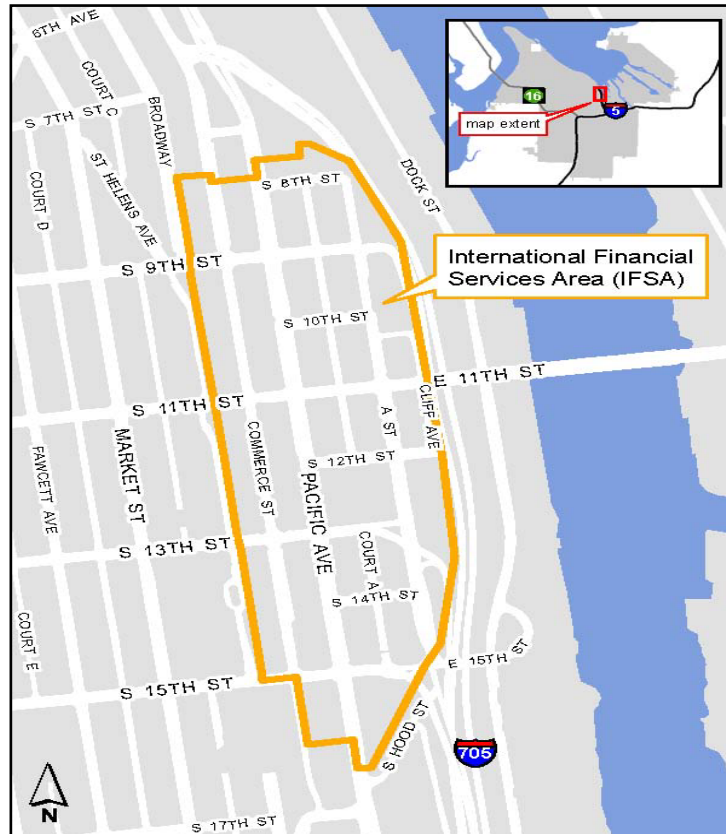 6TH AVE
COURT C
S 7TH ST
BROADWAY
ST HELENS AVE
COURT D
16
5
map extent
DOCK ST
S 8TH ST
S 9TH ST
International Financial
Services Area (IFSA)
S 10TH ST
E 11TH ST
S 11TH ST
CLIFF AVE
A ST
COMMERCE ST
MARKET ST
FAWCETT AVE
S 12TH ST
PACIFIC AVE
S 13TH ST
COURT A
S 14TH ST
COURT E
E 15TH ST
S 15TH ST
S HOOD ST
705
N
S 17TH ST